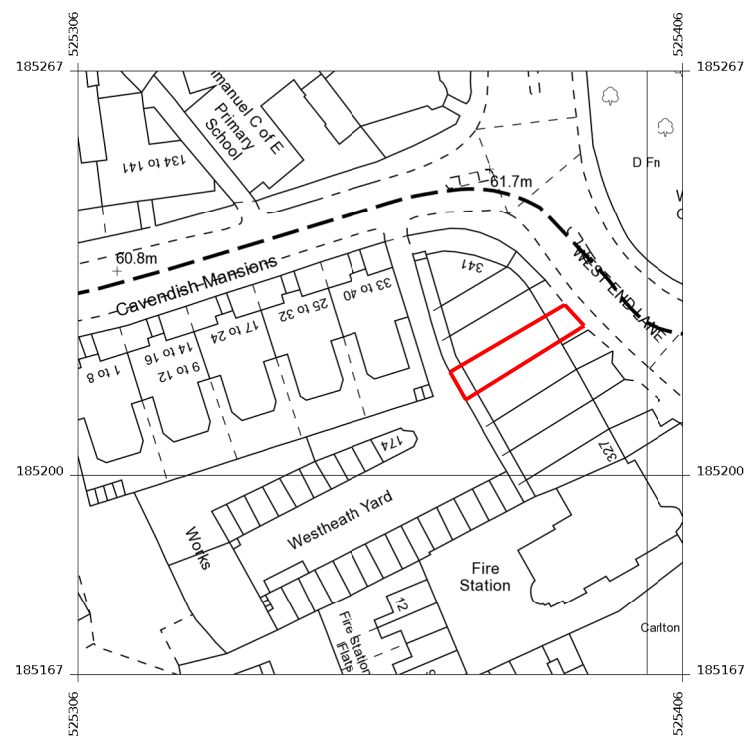 525306
525406
185267
185267
manuel C of E
Primary
School
134 to 141
D Fn
61.7m
60.8m
Cavendish Mansions
341
WEST END LANE
33 to 40
25 to 32
17 to 24
14 to 16
9 to 12
1 to 8
174
327
185200
185200
Westheath Yard
Works
Fire
Station
12
Fire Station
Flats
Carlton
185167
185167
525306
525406